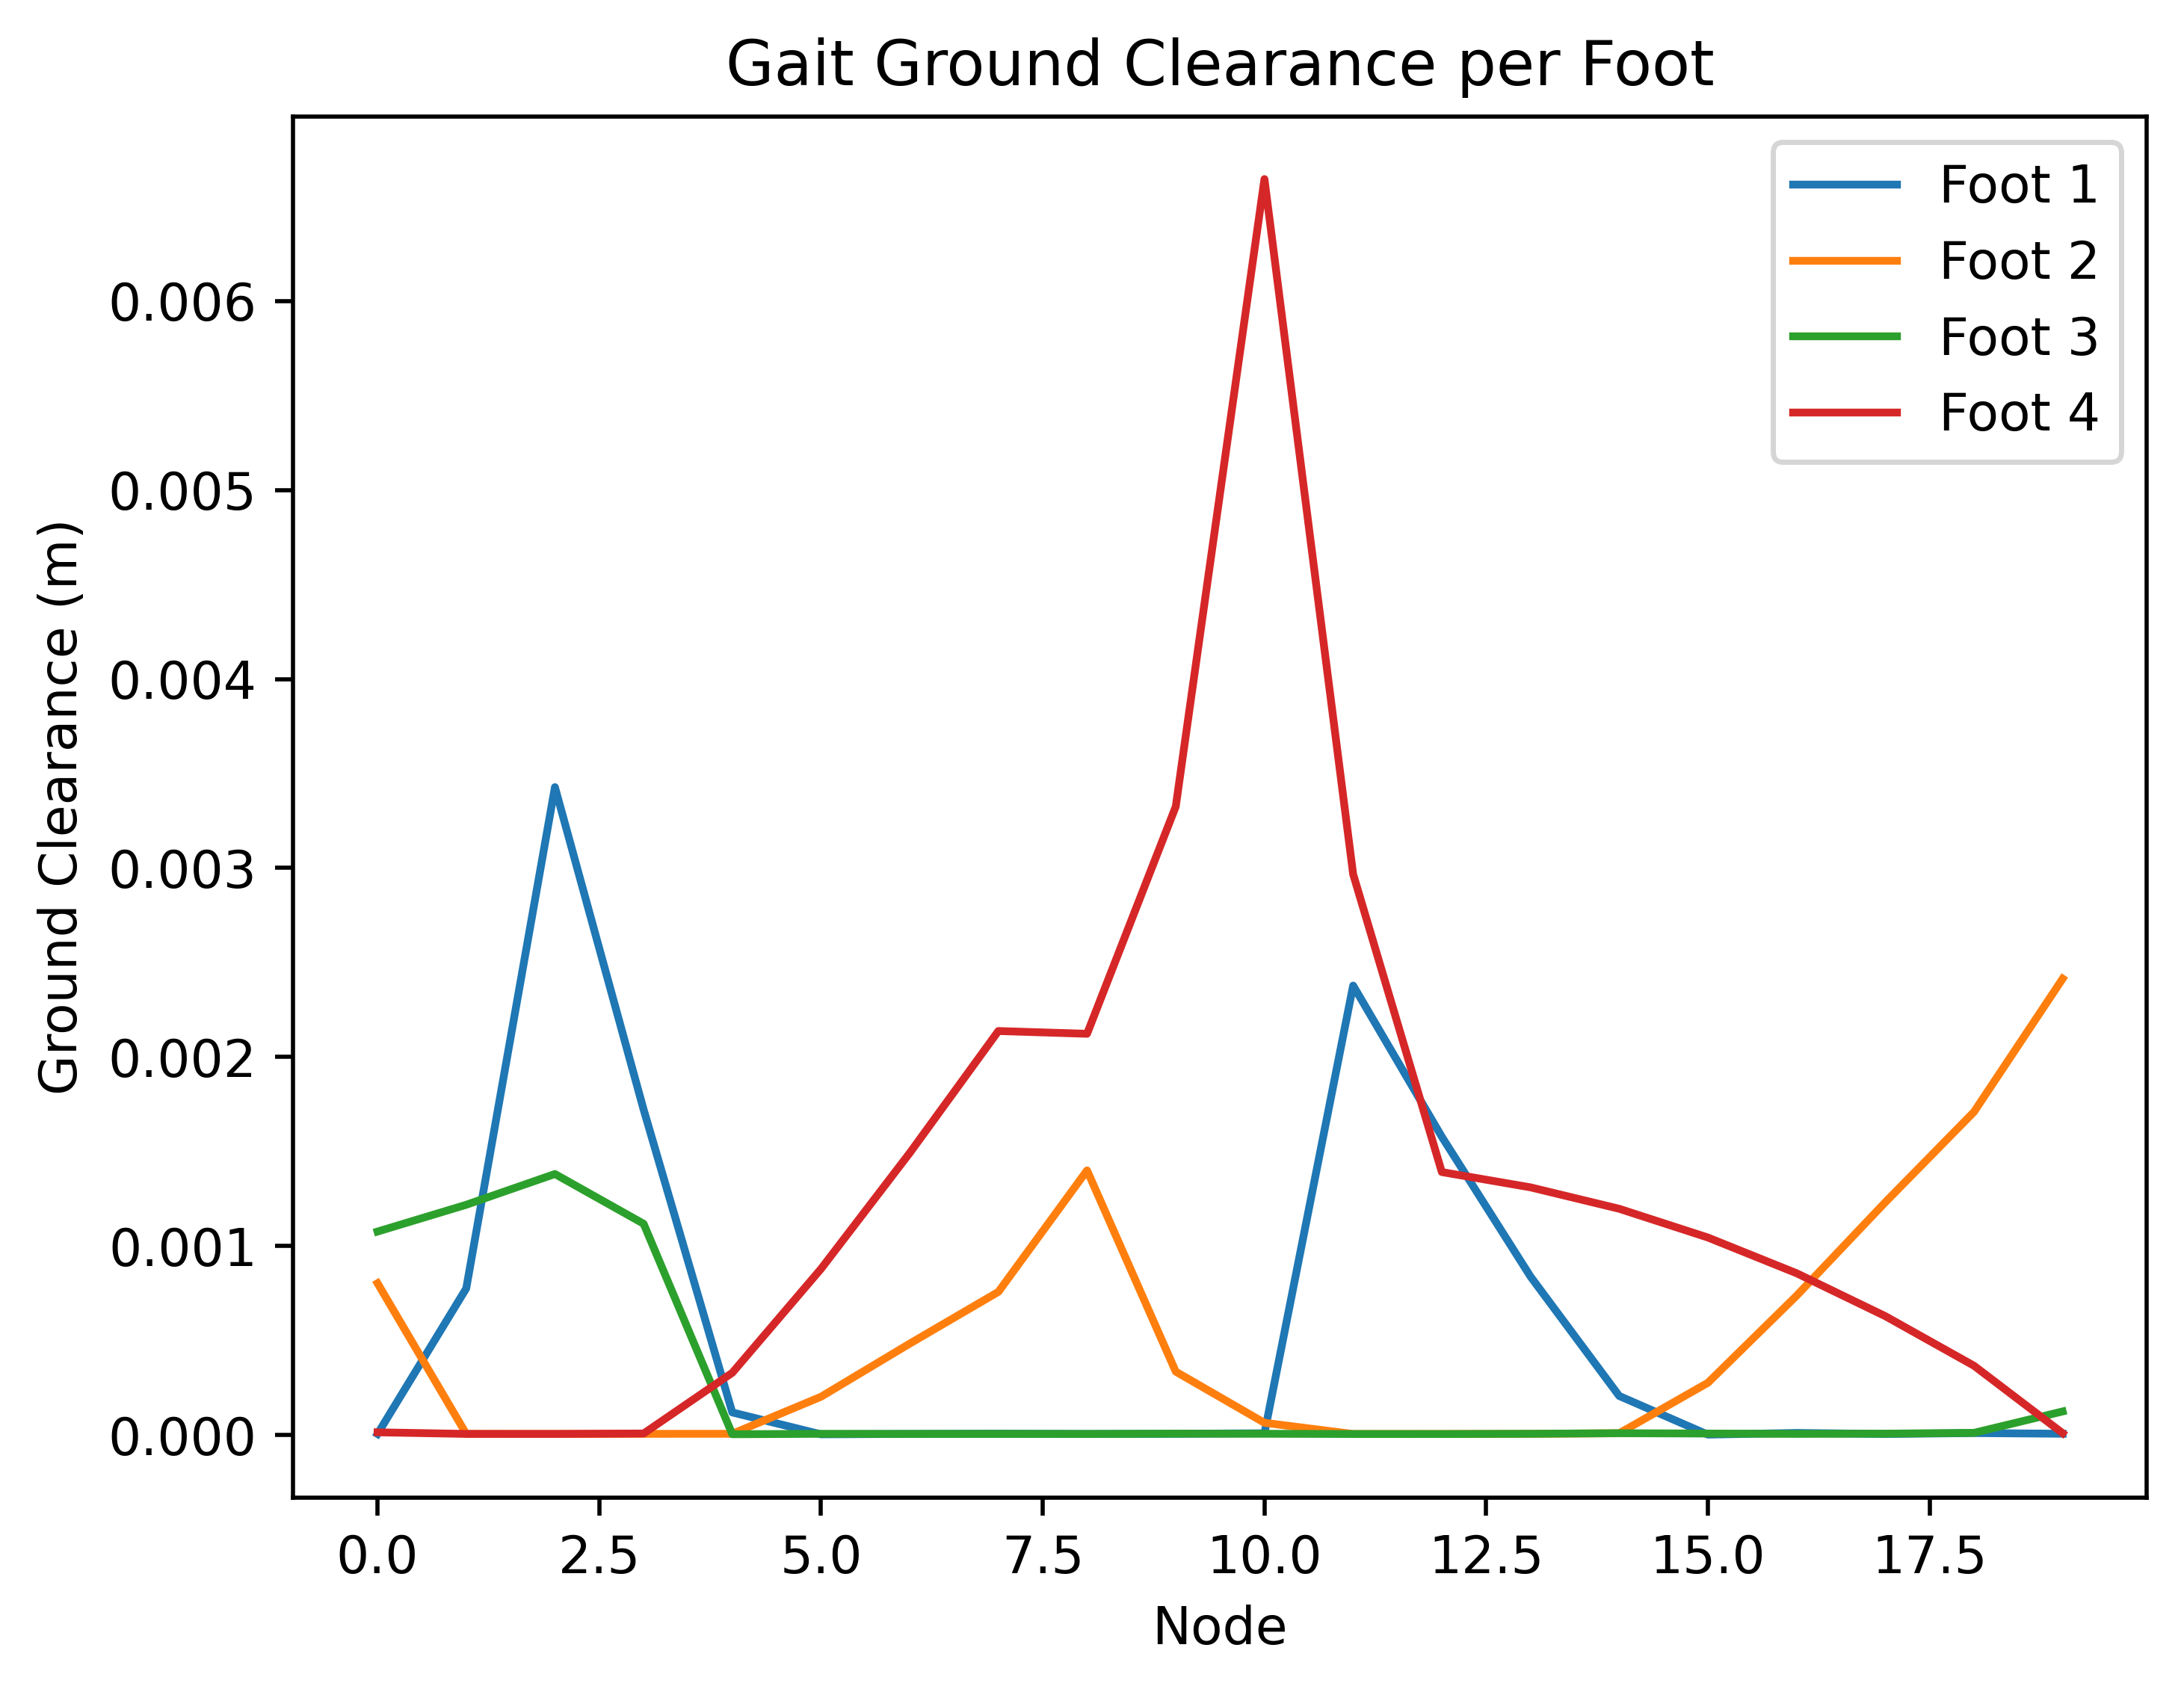 Gait Ground Clearance per Foot
Foot 1
Foot 2
Foot 3
Foot 4
Ground Clearance (m)
0.006
0.005
0.004
0.003
0.002
0.001
0.000
0.0 2.5 5.0 7.5 10.0 12.5 15.0 17.5
Node